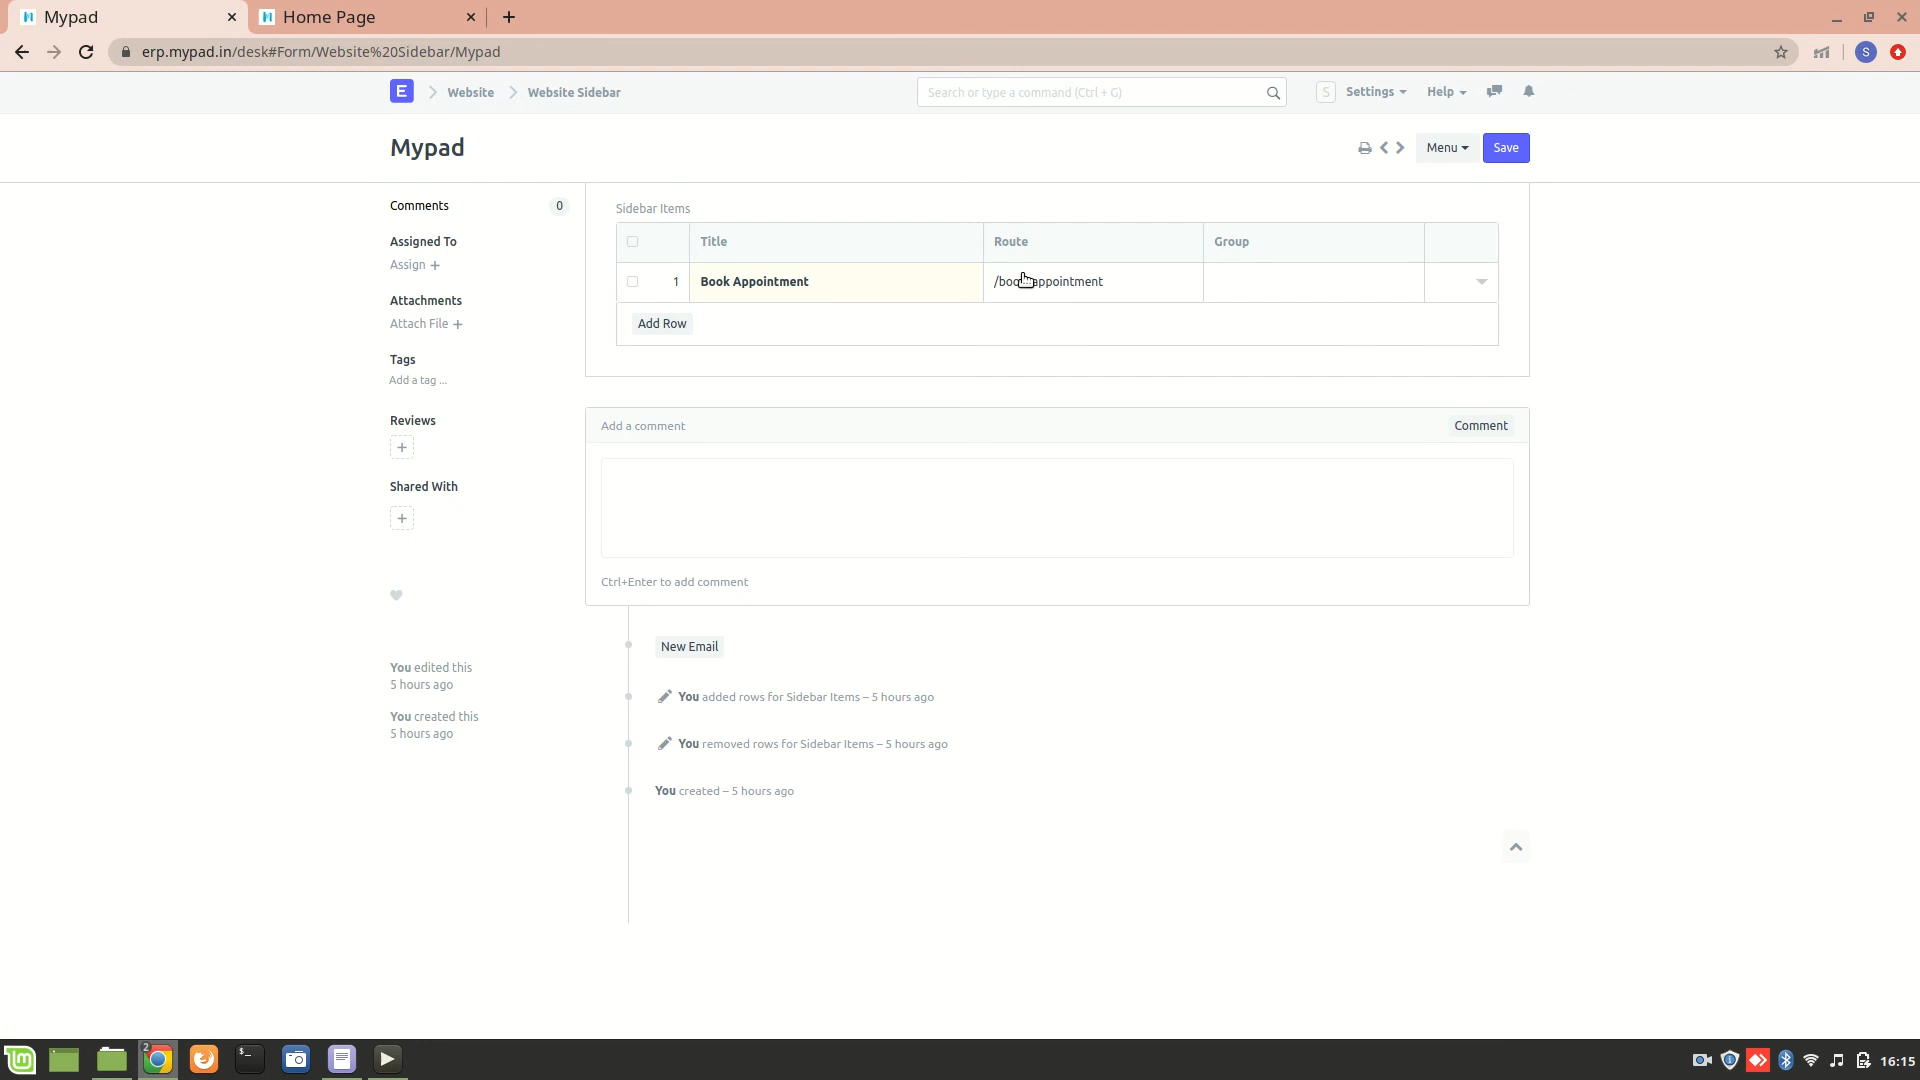 Mypad
Home Page
erp.mypad.in/desk#Form/Website%20Sidebar/Mypad
S
E
Website
Website Sidebar
Search or type a command (Ctrl + G)
S
Settings
Help
Mypad
Menu
Save
Comments
0
Assigned To
Assign +
Attachments
Attach File +
Tags
Add a tag ...
Reviews
+
Shared With
+
You edited this
5 hours ago
You created this
5 hours ago
Sidebar Items
Title
Route
Group
1
Book Appointment
Add Row
Add a comment
Comment
Ctrl+Enter to add comment
New Email
You added rows for Sidebar Items – 5 hours ago
You removed rows for Sidebar Items – 5 hours ago
You created – 5 hours ago
2
16:15